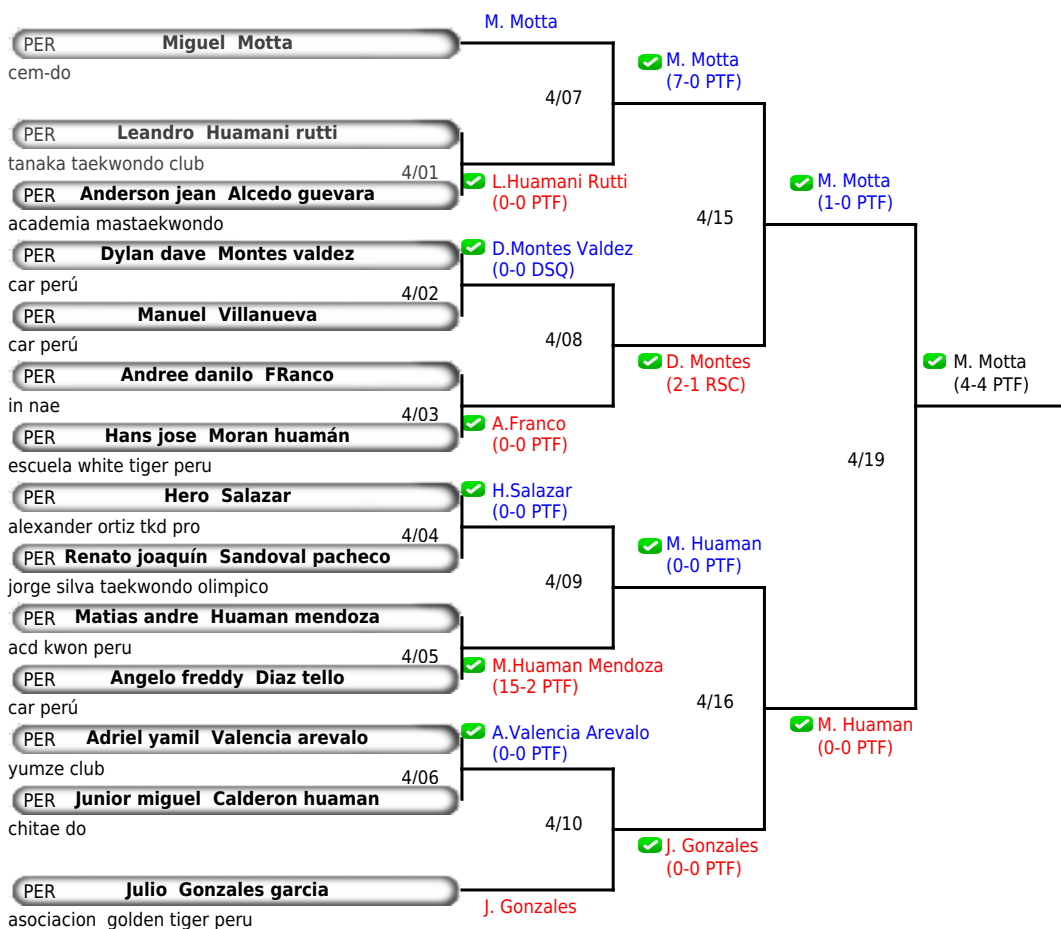 M. Motta
PER Miguel Motta
cem-do
M. Motta
(7-0 PTF)
4/07
PER Leandro Huamani rutti
tanaka taekwondo club
4/01
PER Anderson jean Alcedo guevara
academia mastaekwondo
L.Huamani Rutti
(0-0 PTF)
M. Motta
(1-0 PTF)
4/15
PER Dylan dave Montes valdez
car perú
D.Montes Valdez
(0-0 DSQ)
4/02
PER Manuel Villanueva
car perú
4/08
D. Montes
(2-1 RSC)
M. Motta
(4-4 PTF)
PER Andree danilo FRanco
in nae
4/03
PER Hans jose Moran huamán
escuela white tiger peru
A.Franco
(0-0 PTF)
4/19
PER Hero Salazar
alexander ortiz tkd pro
H.Salazar
(0-0 PTF)
4/04
PER Renato joaquín Sandoval pacheco
jorge silva taekwondo olimpico
M. Huaman
(0-0 PTF)
4/09
PER Matias andre Huaman mendoza
acd kwon peru
4/05
PER Angelo freddy Diaz tello
car perú
M.Huaman Mendoza
(15-2 PTF)
4/16
M. Huaman
(0-0 PTF)
PER Adriel yamil Valencia arevalo
yumze club
A.Valencia Arevalo
(0-0 PTF)
4/06
PER Junior miguel Calderon huaman
chitae do
4/10
J. Gonzales
(0-0 PTF)
PER Julio Gonzales garcia
asociacion golden tiger peru
J. Gonzales